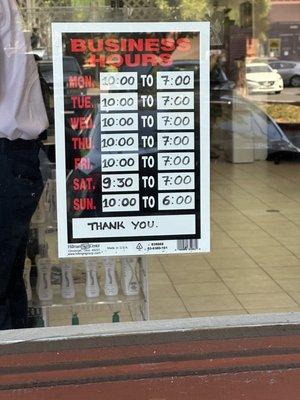 BUSINESS
HOURS
MON. 10:00 TO 7:00
TUE. 10:00 TO 7:00
WED. 10:00 TO 7:00
THU. 10:00 TO 7:00
FRI. 10:00 TO 7:00
SAT. 9:30 TO 7:00
SUN. 10:00 TO 6:00
THANK YOU.